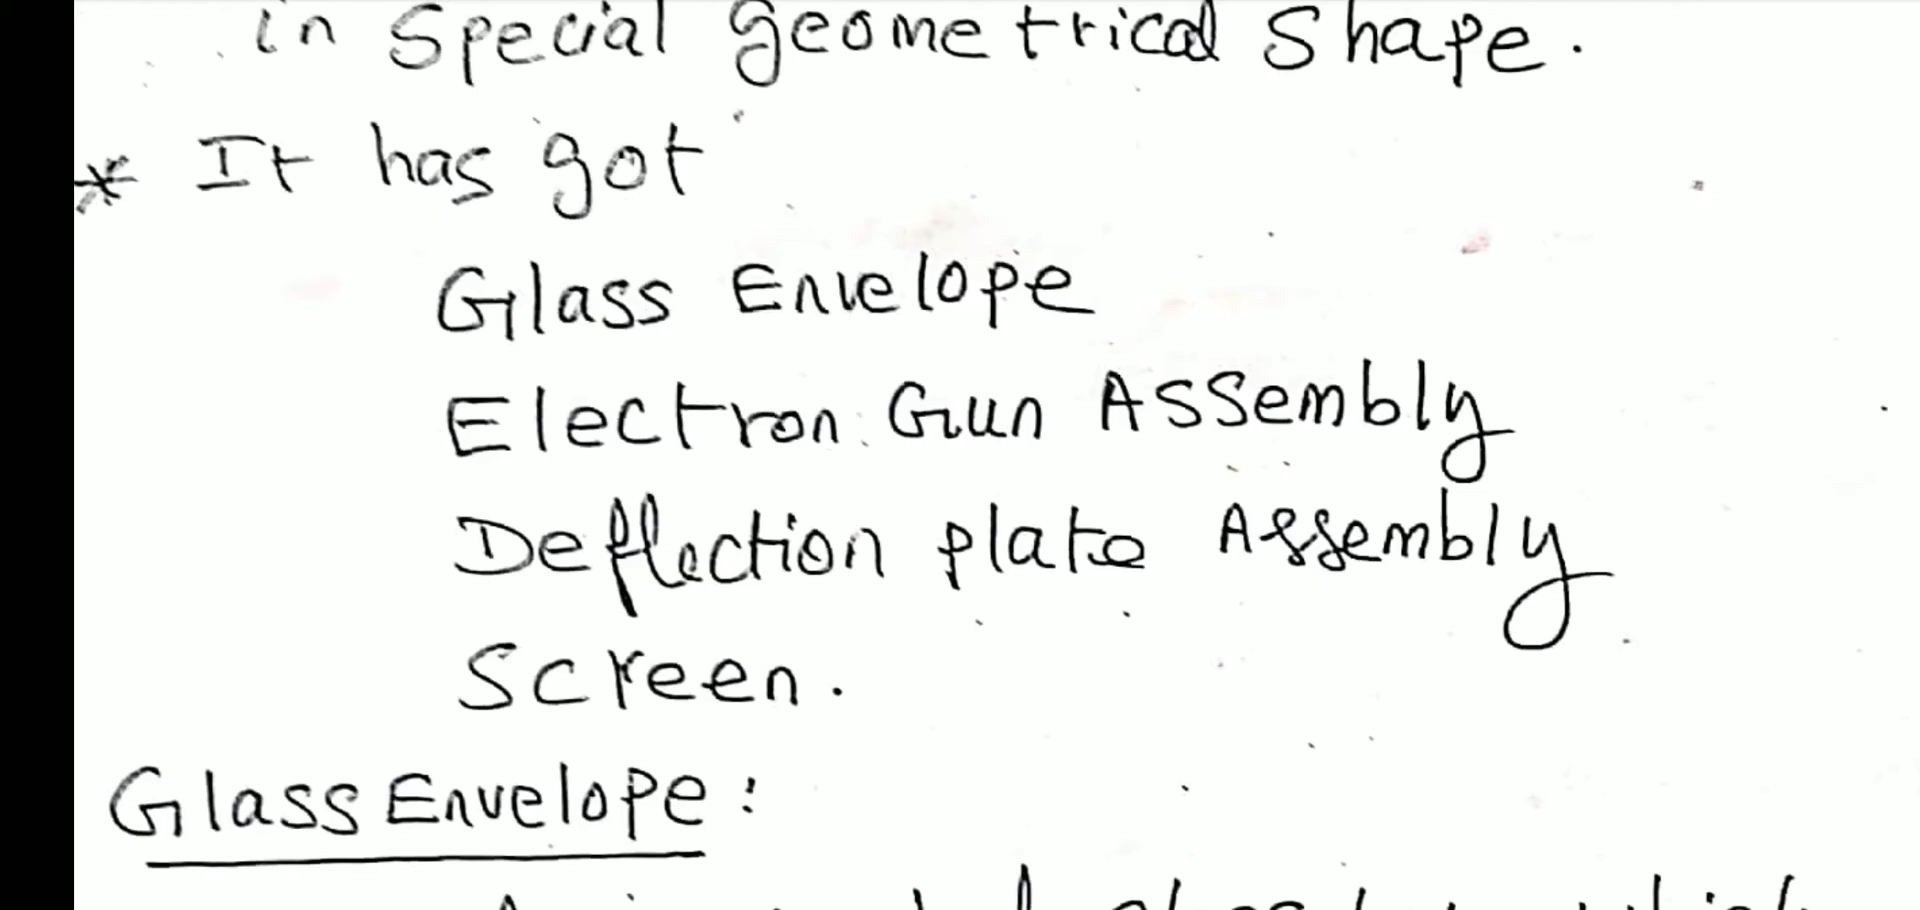 in special geometrical shape.
* It has got
Glass Envelope
Electron Gun Assembly
Deflection plate Assembly
Screen.
Glass Envelope: